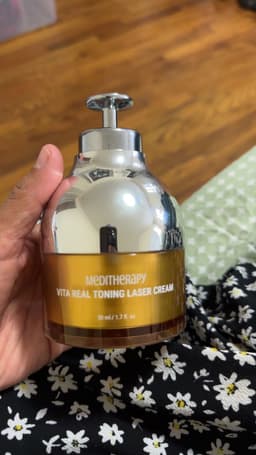 MEDITHERAPY
VITA REAL TONING LASER CREAM
50 ml / 1.7 fl. oz